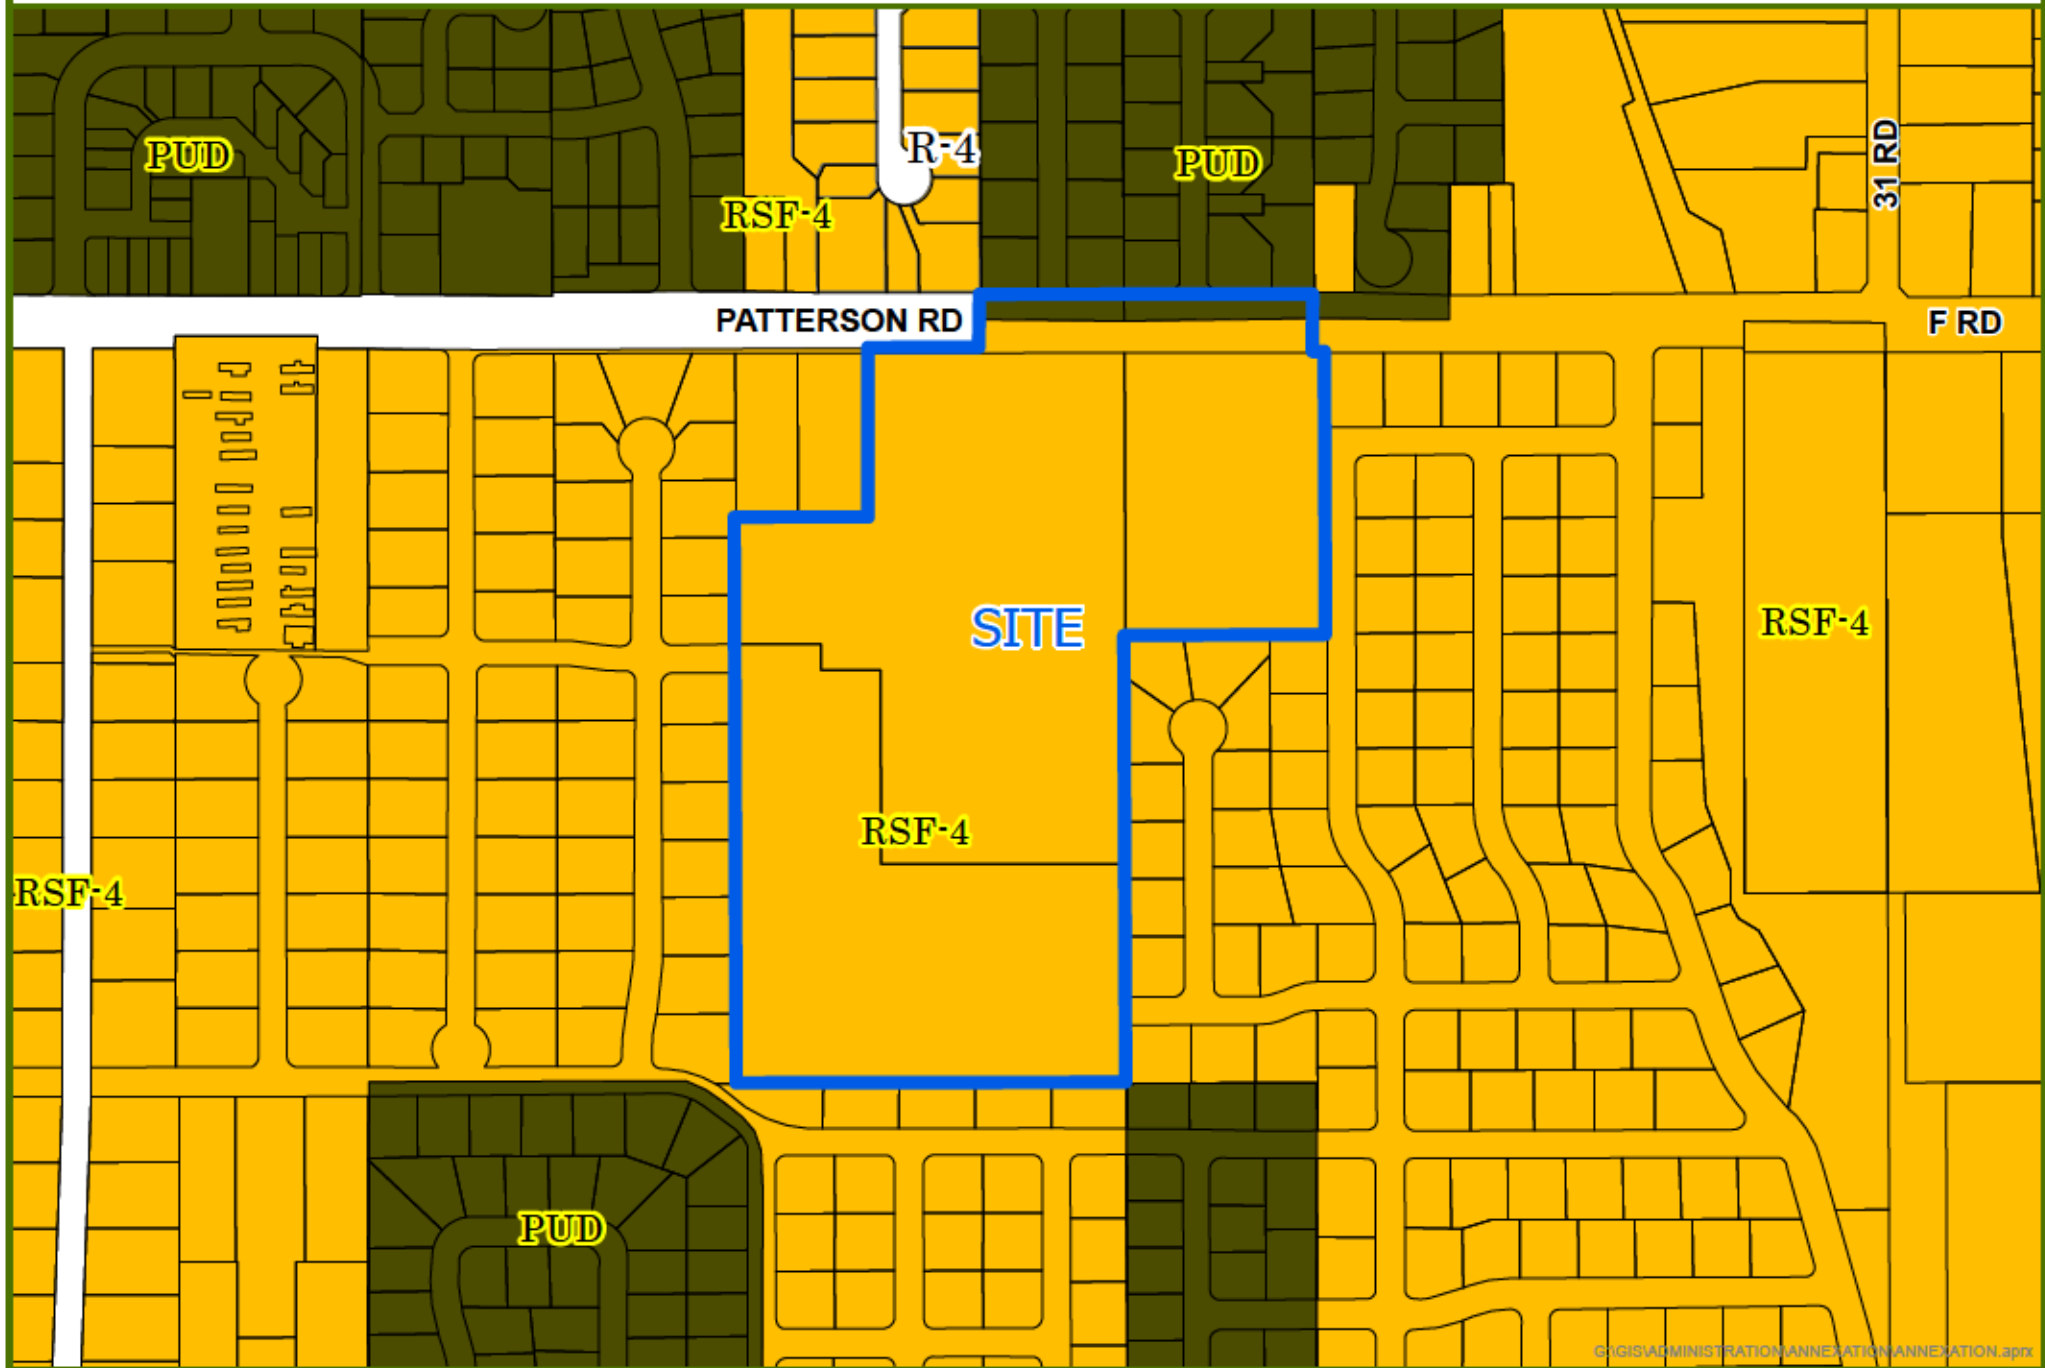 PUD
R-4
PUD
31 RD
RSF-4
PATTERSON RD
F RD
SITE
RSF-4
RSF-4
RSF-4
PUD
G:\GIS\ADMINISTRATION\ANNEXATION\ANNEXATION.aprx